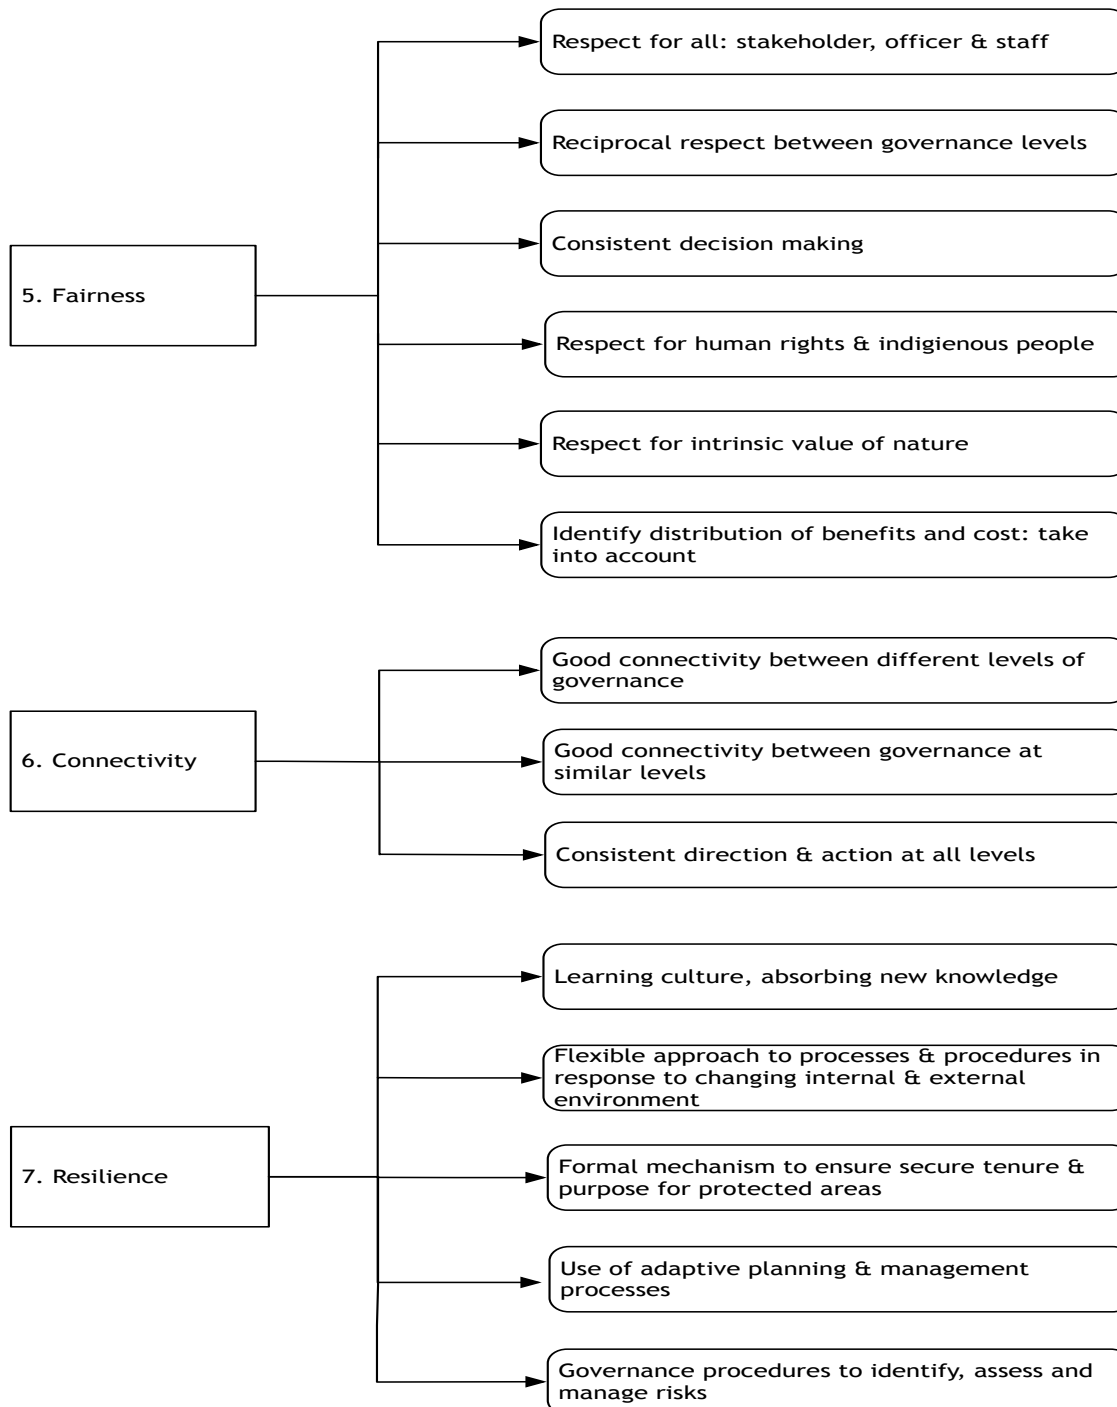 Respect for all: stakeholder, officer & staff
Reciprocal respect between governance levels
Consistent decision making
5. Fairness
Respect for human rights & indigienous people
Respect for intrinsic value of nature
Identify distribution of benefits and cost: take
into account
Good connectivity between different levels of
governance
6. Connectivity
Good connectivity between governance at
similar levels
Consistent direction & action at all levels
Learning culture, absorbing new knowledge
Flexible approach to processes & procedures in
response to changing internal & external
environment
7. Resilience
Formal mechanism to ensure secure tenure &
purpose for protected areas
Use of adaptive planning & management
processes
Governance procedures to identify, assess and
manage risks